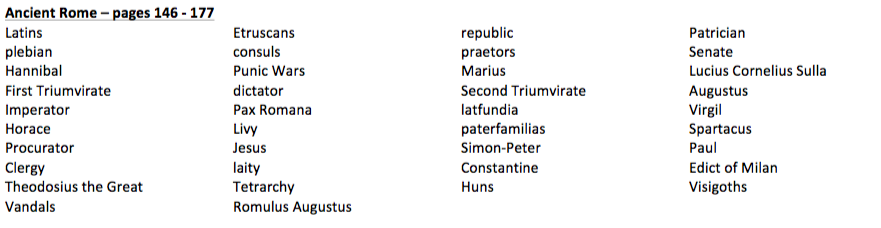 Ancient Rome – pages 146 - 177
Latins Etruscans republic Patrician
plebian consuls praetors Senate
Hannibal Punic Wars Marius Lucius Cornelius Sulla
First Triumvirate dictator Second Triumvirate Augustus
Imperator Pax Romana latfundia Virgil
Horace Livy paterfamilias Spartacus
Procurator Jesus Simon-Peter Paul
Clergy laity Constantine Edict of Milan
Theodosius the Great Tetrarchy Huns Visigoths
Vandals Romulus Augustus